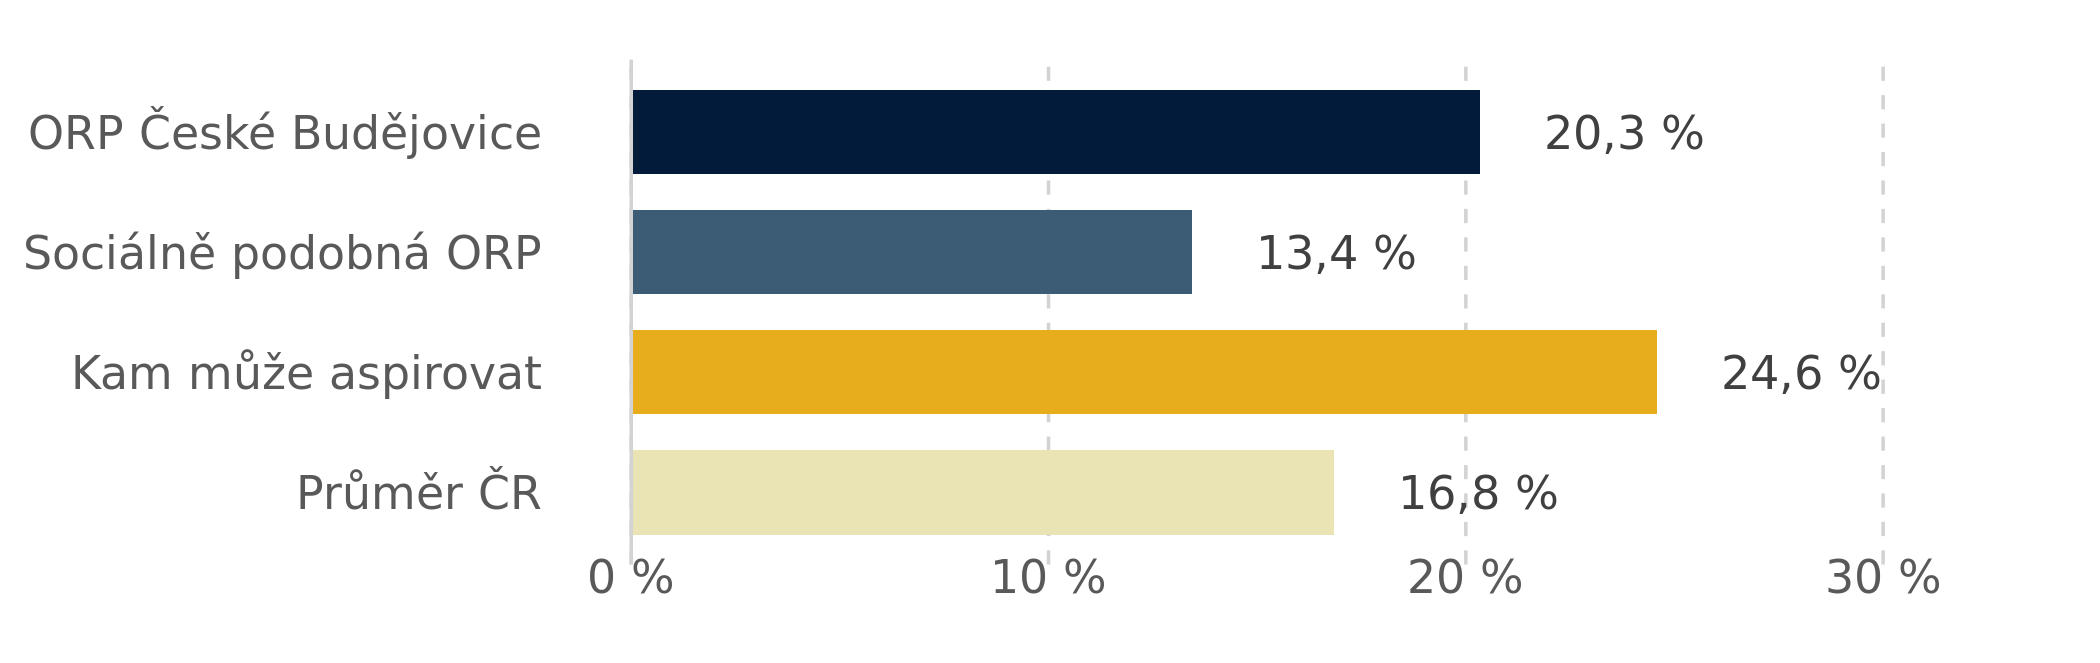 ORP České Budějovice 20,3 %
Sociálně podobná ORP 13,4 %
Kam může aspirovat 24,6 %
Průměr ČR 16,8 %
0 % 10 % 20 % 30 %